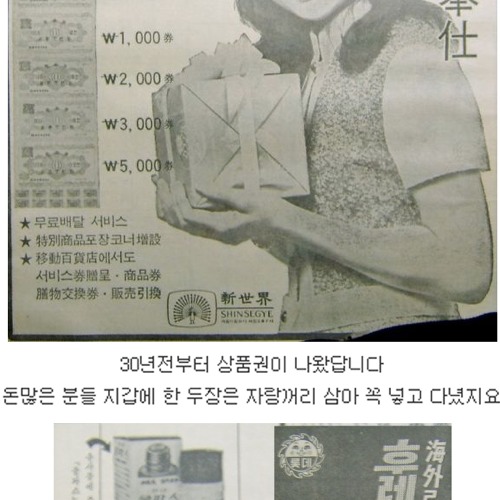 奉仕
₩1,000券
₩2,000券
₩3,000券
₩5,000券
★ 무료배달 서비스
★ 特別商品포장코너増設
★ 移動百貨店에서도
서비스券贈呈·商品券
膳物交換券·販売引換
新世界
SHINSEGYE
30년전부터 상품권이 나왔답니다
돈많은 분들 지갑에 한 두장은 자랑꺼리 삼아 꼭 넣고 다녔지요
海外
후레